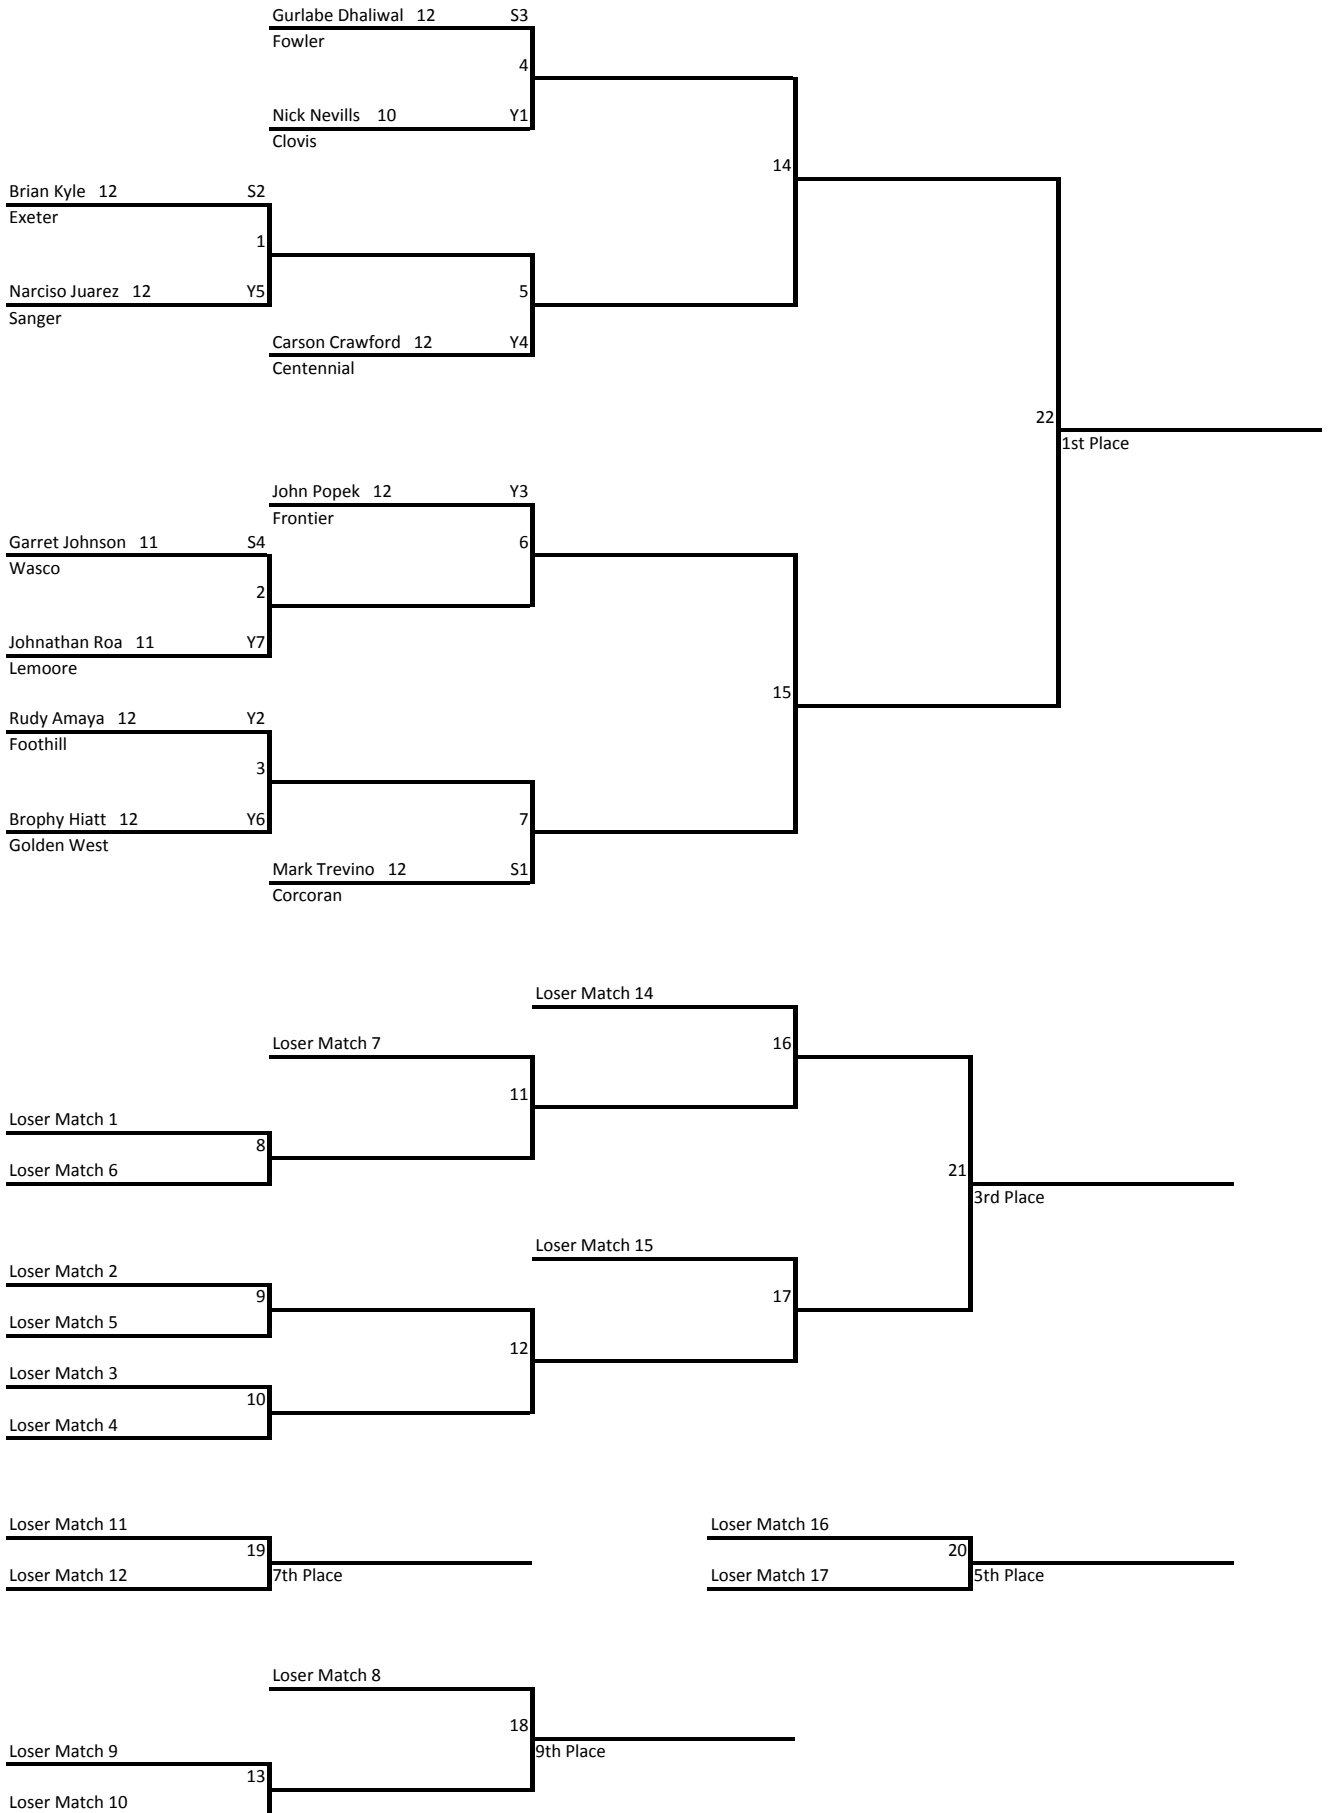 Gurlabe Dhaliwal 12 S3
Fowler
4
Nick Nevills 10 Y1
Clovis
14
Brian Kyle 12 S2
Exeter
1
Narciso Juarez 12 Y5
5
Sanger
Carson Crawford 12 Y4
Centennial
22
1st Place
John Popek 12 Y3
Frontier
Garret Johnson 11 S4
6
Wasco
2
Johnathan Roa 11 Y7
Lemoore
15
Rudy Amaya 12 Y2
Foothill
3
Brophy Hiatt 12 Y6
7
Golden West
Mark Trevino 12 S1
Corcoran
Loser Match 14
Loser Match 7
16
11
Loser Match 1
8
Loser Match 6
21
3rd Place
Loser Match 15
Loser Match 2
9
17
Loser Match 5
12
Loser Match 3
10
Loser Match 4
Loser Match 11
19
Loser Match 12
7th Place
Loser Match 16
20
Loser Match 17
5th Place
Loser Match 8
18
9th Place
Loser Match 9
13
Loser Match 10